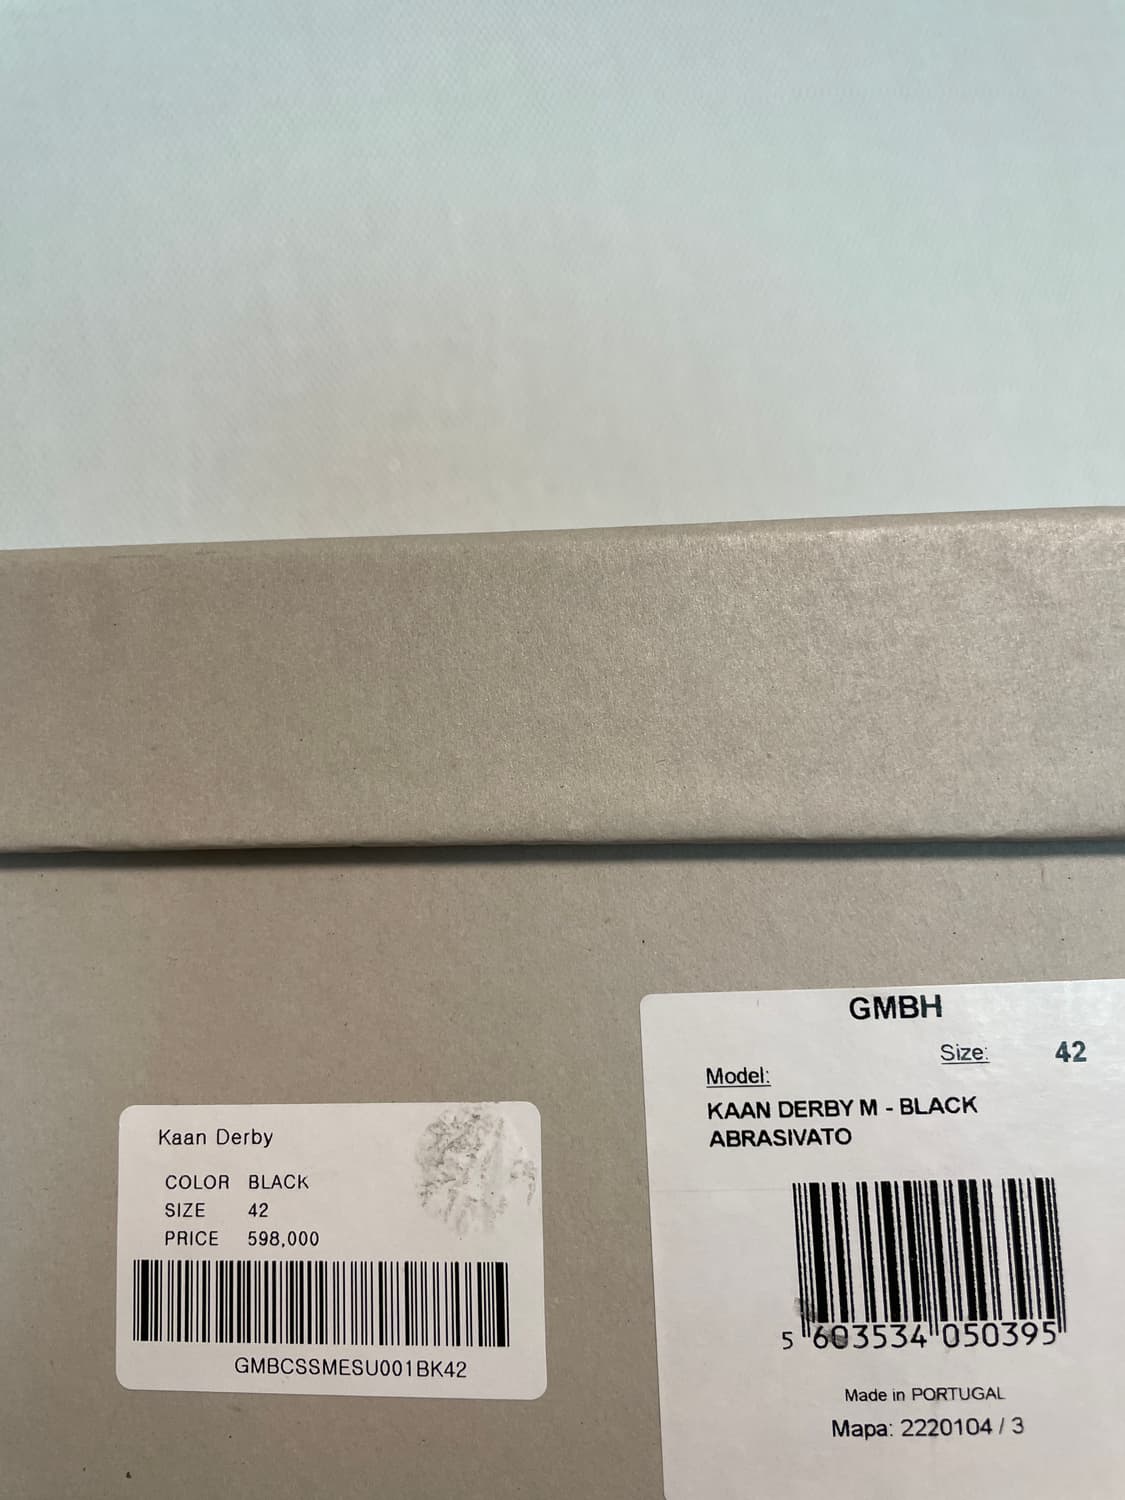 Kaan Derby
COLOR BLACK
SIZE 42
PRICE 598,000
GMBCSSMESU001BK42
GMBH
Size: 42
Model:
KAAN DERBY M - BLACK
ABRASIVATO
5 603534 050395
Made in PORTUGAL
Mapa: 2220104 / 3